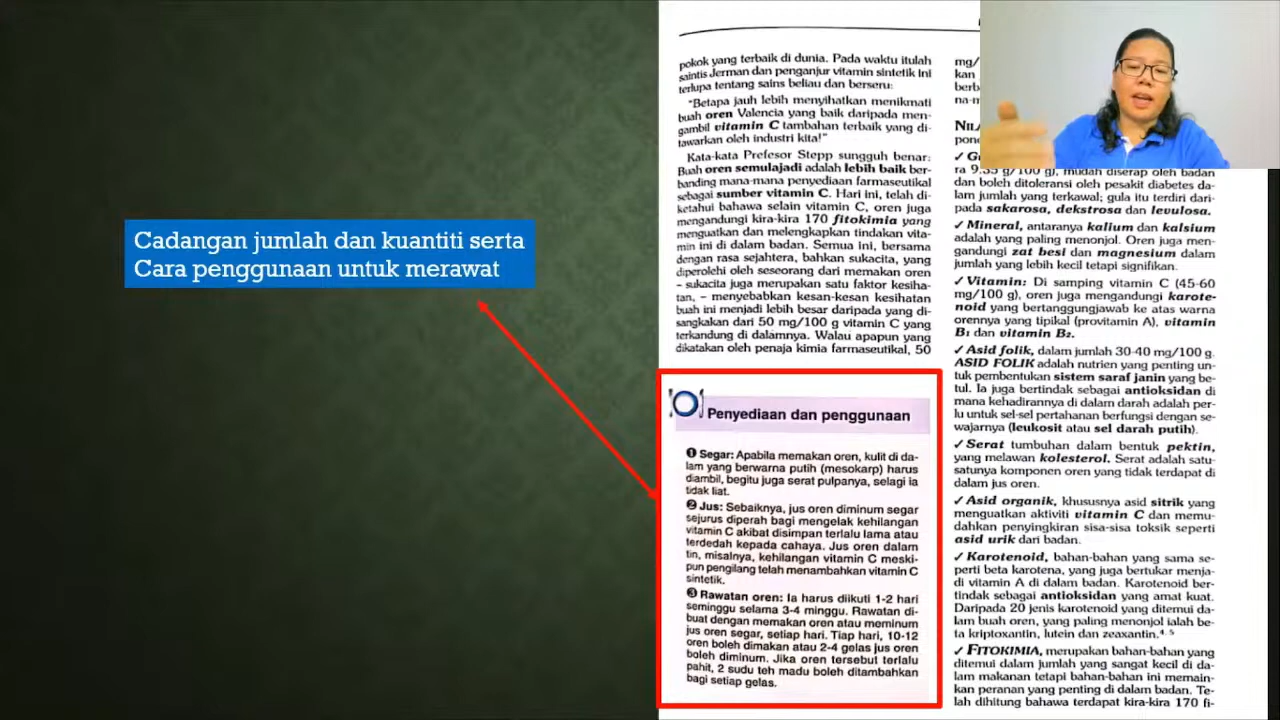 Cadangan jumlah dan kuantiti serta
Cara penggunaan untuk merawat
pokok yang terbaik di dunia. Pada waktu itulah
saintis Jerman dan penganjur vitamin sintetik ini
terlupa tentang sains beliau dan berseru:
"Betapa jauh lebih menyihatkan menikmati
buah oren Valencia yang baik daripada men-
gambil vitamin C tambahan terbaik yang di-
tawarkan oleh industri kita!"
Kata-kata Prefesor Stepp sungguh benar:
Buah oren semulajadi adalah lebih baik ber-
banding mana-mana penyediaan farmaseutikal
sebagai sumber vitamin C. Hari ini, telah di-
ketahui bahawa selain vitamin C, oren juga
mengandungi kira-kira 170 fitokimia yang
menguatkan dan melengkapkan tindakan vita-
min ini di dalam badan. Semua ini, bersama
dengan rasa sejahtera, bahkan sukacita, yang
diperolehi oleh seseorang dari memakan oren
– sukacita juga merupakan satu faktor kesiha-
tan, – menyebabkan kesan-kesan kesihatan
buah ini menjadi lebih besar daripada yang di-
sangkakan dari 50 mg/100 g vitamin C yang
terkandung di dalamnya. Walau apapun yang
dikatakan oleh penaja kimia farmaseutikal, 50
Penyediaan dan penggunaan
❶ Segar: Apabila memakan oren, kulit di da-
lam yang berwarna putih (mesokarp) harus
diambil, begitu juga serat pulpanya, selagi ia
tidak liat.
❷ Jus: Sebaiknya, jus oren diminum segar
sejurus diperah bagi mengelak kehilangan
vitamin C akibat disimpan terlalu lama atau
terdedah kepada cahaya. Jus oren dalam
tin, misalnya, kehilangan vitamin C meski-
pun pengilang telah menambahkan vitamin C
sintetik.
❸ Rawatan oren: Ia harus diikuti 1-2 hari
seminggu selama 3-4 minggu. Rawatan di-
buat dengan memakan oren atau meminum
jus oren segar, setiap hari. Tiap hari, 10-12
oren boleh dimakan atau 2-4 gelas jus oren
boleh diminum. Jika oren tersebut terlalu
pahit, 2 sudu teh madu boleh ditambahkan
bagi setiap gelas.
mg/
kan
berb
na-m
NIL
pone
✓ G
ra 9.35 g/100 g), mudah diserap oleh badan
dan boleh ditoleransi oleh pesakit diabetes da-
lam jumlah yang terkawal; gula itu terdiri dari-
pada sakarosa, dekstrosa dan levulosa.
✓ Mineral, antaranya kalium dan kalsium
adalah yang paling menonjol. Oren juga men-
gandungi zat besi dan magnesium dalam
jumlah yang lebih kecil tetapi signifikan.
✓ Vitamin: Di samping vitamin C (45-60
mg/100 g), oren juga mengandungi karote-
noid yang bertanggungjawab ke atas warna
orennya yang tipikal (provitamin A), vitamin
B₁ dan vitamin B₂.
✓ Asid folik, dalam jumlah 30-40 mg/100 g.
ASID FOLIK adalah nutrien yang penting un-
tuk pembentukan sistem saraf janin yang be-
tul. Ia juga bertindak sebagai antioksidan di
mana kehadirannya di dalam darah adalah per-
lu untuk sel-sel pertahanan berfungsi dengan se-
wajarnya (leukosit atau sel darah putih).
✓ Serat tumbuhan dalam bentuk pektin,
yang melawan kolesterol. Serat adalah satu-
satunya komponen oren yang tidak terdapat di
dalam jus oren.
✓ Asid organik, khususnya asid sitrik yang
menguatkan aktiviti vitamin C dan memu-
dahkan penyingkiran sisa-sisa toksik seperti
asid urik dari badan.
✓ Karotenoid, bahan-bahan yang sama se-
perti beta karotena, yang juga bertukar menja-
di vitamin A di dalam badan. Karotenoid ber-
tindak sebagai antioksidan yang amat kuat.
Daripada 20 jenis karotenoid yang ditemui da-
lam buah oren, yang paling menonjol ialah be-
ta kriptoxantin, lutein dan zeaxantin.⁴˒ ⁵
✓ FITOKIMIA, merupakan bahan-bahan yang
ditemui dalam jumlah yang sangat kecil di da-
lam makanan tetapi bahan-bahan ini memain-
kan peranan yang penting di dalam badan. Te-
lah dihitung bahawa terdapat kira-kira 170 fi-